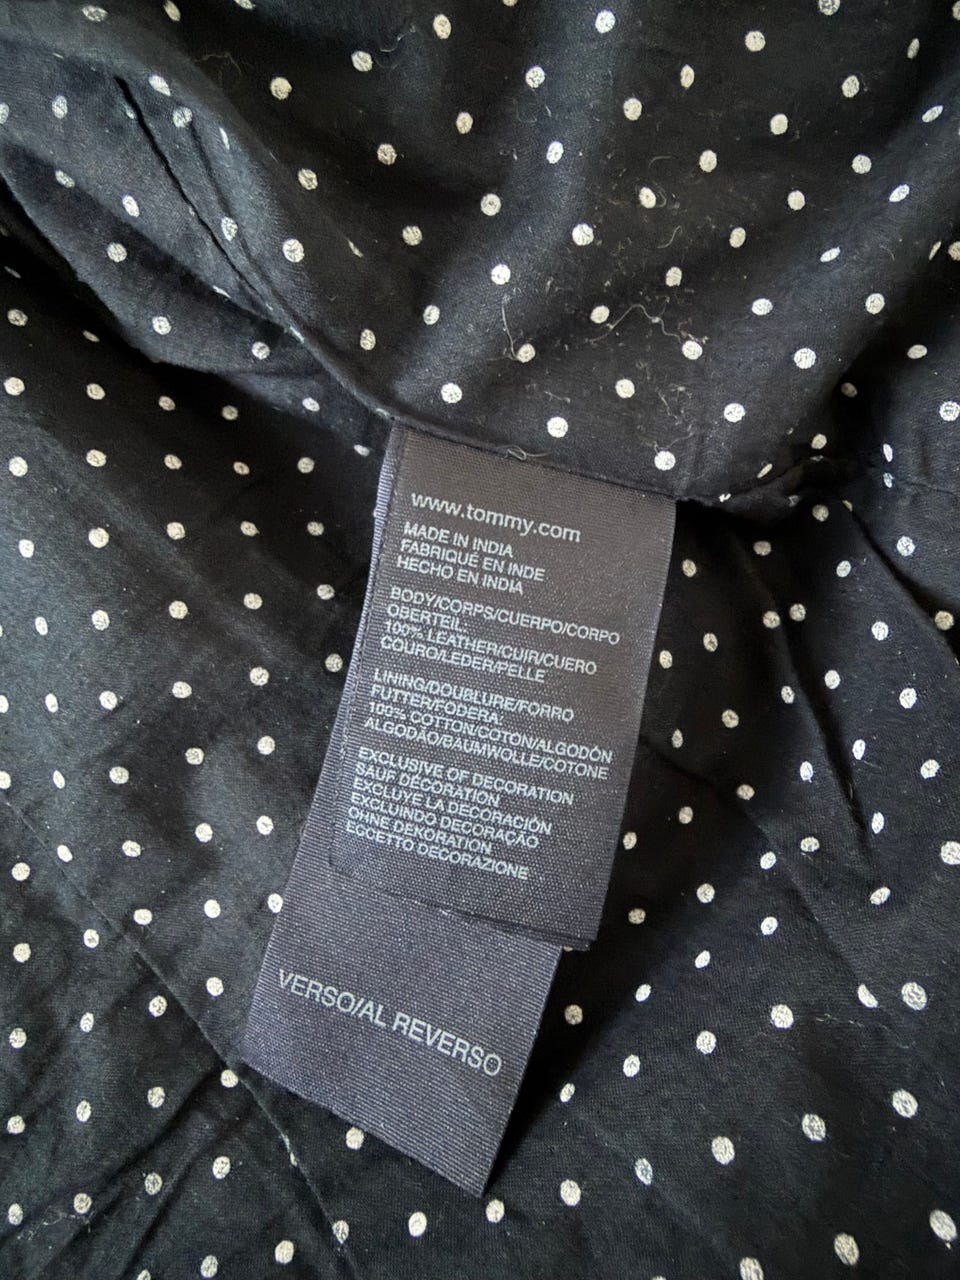 www.tommy.com
MADE IN INDIA
FABRIQUÉ EN INDE
HECHO EN INDIA
BODY/CORPS/CUERPO/CORPO
OBERTEIL:
100% LEATHER/CUIR/CUERO
COURO/LEDER/PELLE
LINING/DOUBLURE/FORRO
FUTTER/FODERA:
100% COTTON/COTON/ALGODÓN
ALGODÃO/BAUMWOLLE/COTONE
EXCLUSIVE OF DECORATION
SAUF DÉCORATION
EXCLUYE LA DECORACIÓN
EXCLUINDO DECORAÇÃO
OHNE DEKORATION
ECCETTO DECORAZIONE
VERSO/AL REVERSO